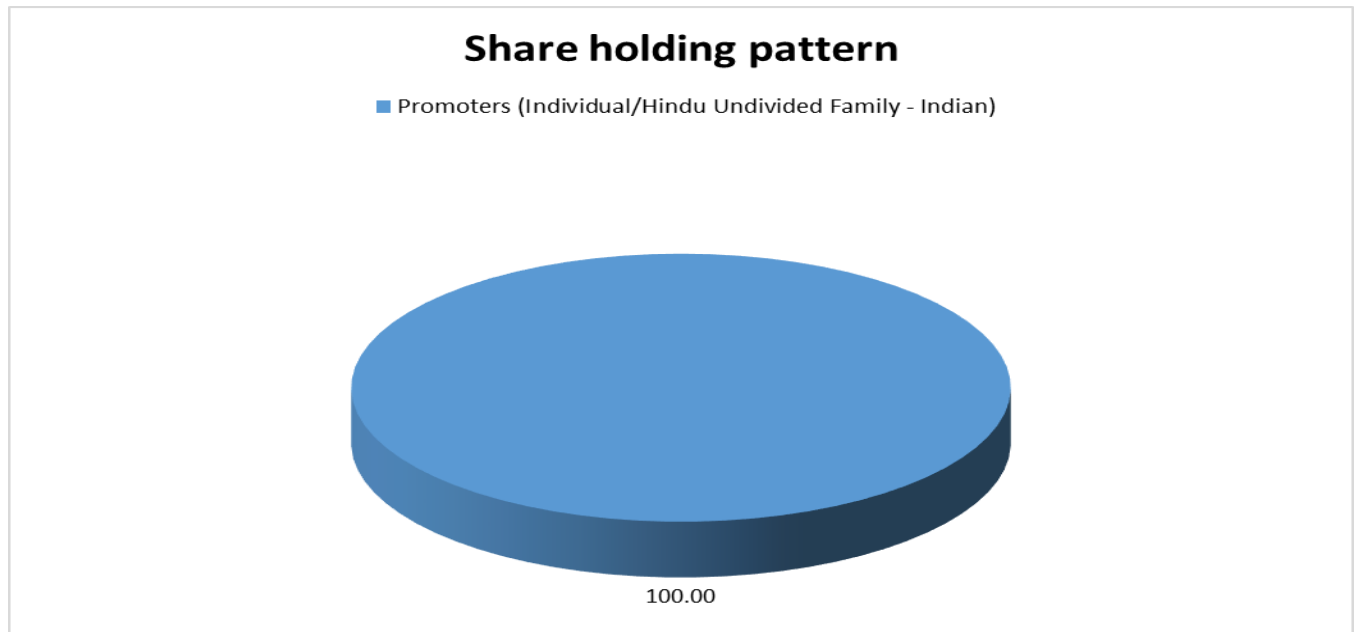 Share holding pattern
Promoters (Individual/Hindu Undivided Family - Indian)
100.00